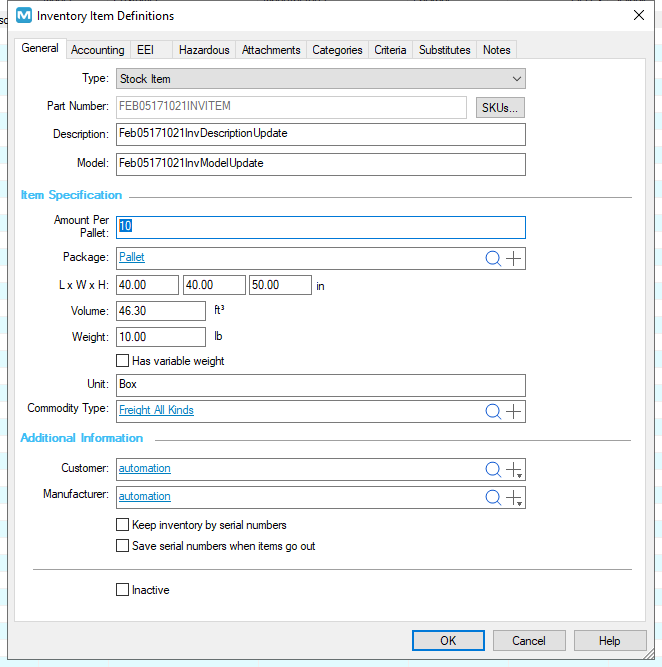 Inventory Item Definitions
General Accounting EEI Hazardous Attachments Categories Criteria Substitutes Notes
Type: Stock Item
Part Number: FEB05171021INVITEM SKUs...
Description: Feb05171021InvDescriptionUpdate
Model: Feb05171021InvModelUpdate
Item Specification
Amount Per
Pallet: 10
Package: Pallet
L x W x H: 40.00 40.00 50.00 in
Volume: 46.30 ft³
Weight: 10.00 lb
Has variable weight
Unit: Box
Commodity Type: Freight All Kinds
Additional Information
Customer: automation
Manufacturer: automation
Keep inventory by serial numbers
Save serial numbers when items go out
Inactive
OK Cancel Help